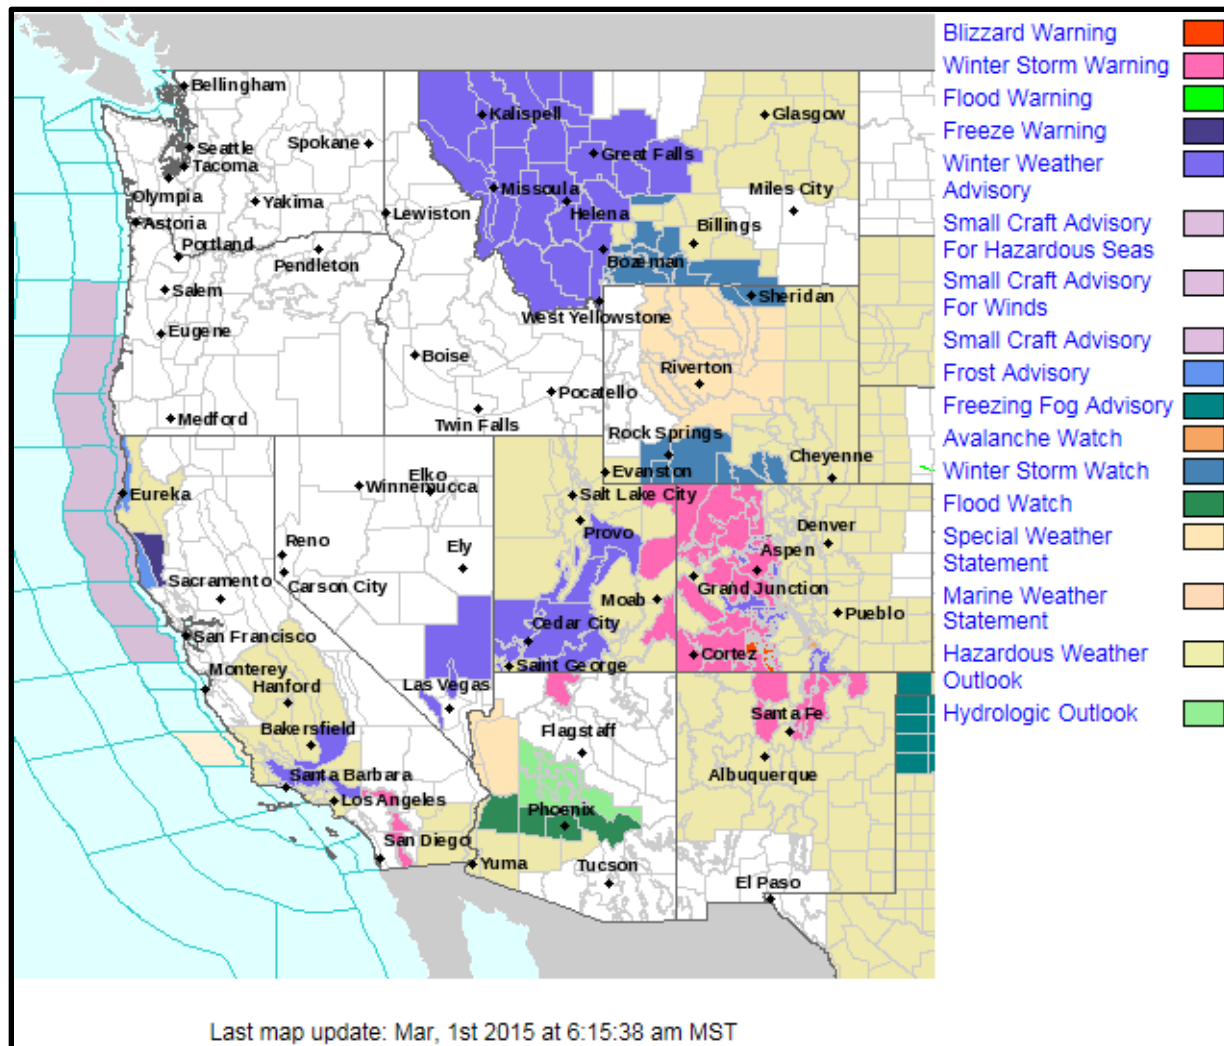 Bellingham
Seattle
Tacoma
Olympia
Spokane
Yakima
Astoria
Lewiston
Portland
Pendleton
Salem
Eugene
Medford
Kalispell
Great Falls
Missoula
Helena
Glasgow
Miles City
Billings
Bozeman
West Yellowstone
Sheridan
Boise
Pocatello
Twin Falls
Riverton
Rock Springs
Evanston
Cheyenne
Eureka
Elko
Winnemucca
Salt Lake City
Provo
Reno
Ely
Carson City
Sacramento
Denver
Aspen
Grand Junction
Moab
Pueblo
San Francisco
Cedar City
Cortez
Saint George
Monterey
Hanford
Las Vegas
Bakersfield
Flagstaff
Santa Fe
Albuquerque
Santa Barbara
Los Angeles
Phoenix
San Diego
Yuma
Tucson
El Paso
Blizzard Warning
Winter Storm Warning
Flood Warning
Freeze Warning
Winter Weather
Advisory
Small Craft Advisory
For Hazardous Seas
Small Craft Advisory
For Winds
Small Craft Advisory
Frost Advisory
Freezing Fog Advisory
Avalanche Watch
Winter Storm Watch
Flood Watch
Special Weather
Statement
Marine Weather
Statement
Hazardous Weather
Outlook
Hydrologic Outlook
Last map update: Mar, 1st 2015 at 6:15:38 am MST